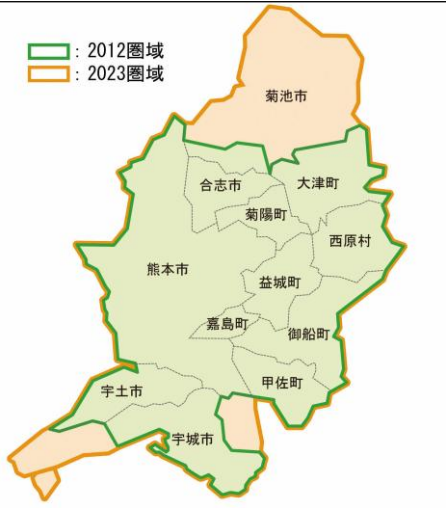 : 2012圏域
: 2023圏域
菊池市
合志市
大津町
菊陽町
西原村
熊本市
益城町
嘉島町
御船町
甲佐町
宇土市
宇城市